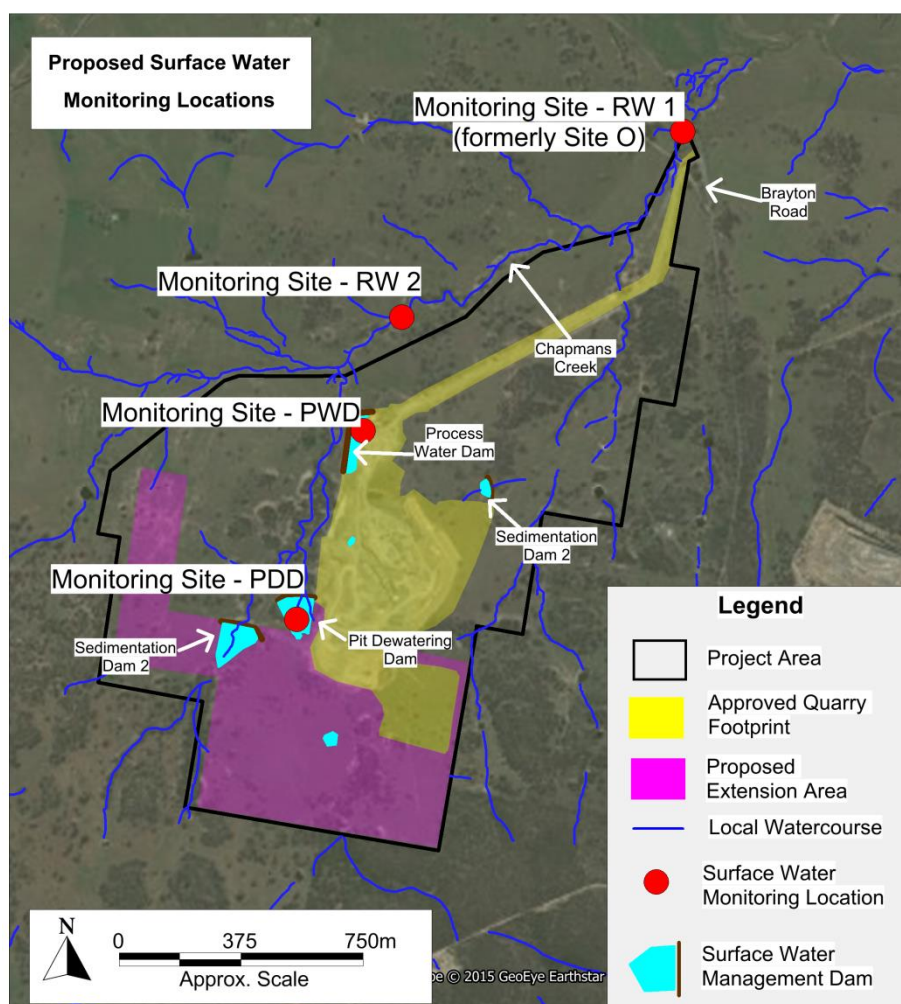 Proposed Surface Water
Monitoring Locations
Monitoring Site - RW 1
(formerly Site O)
Brayton
Road
Monitoring Site - RW 2
Chapmans
Creek
Monitoring Site - PWD
Process
Water Dam
Sedimentation
Dam 2
Monitoring Site - PDD
Sedimentation
Dam 2
Pit Dewatering
Dam
Legend
Project Area
Approved Quarry
Footprint
Proposed
Extension Area
Local Watercourse
Surface Water
Monitoring Location
Surface Water
Management Dam
N
0 375 750m
Approx. Scale
© 2015 GeoEye Earthstar